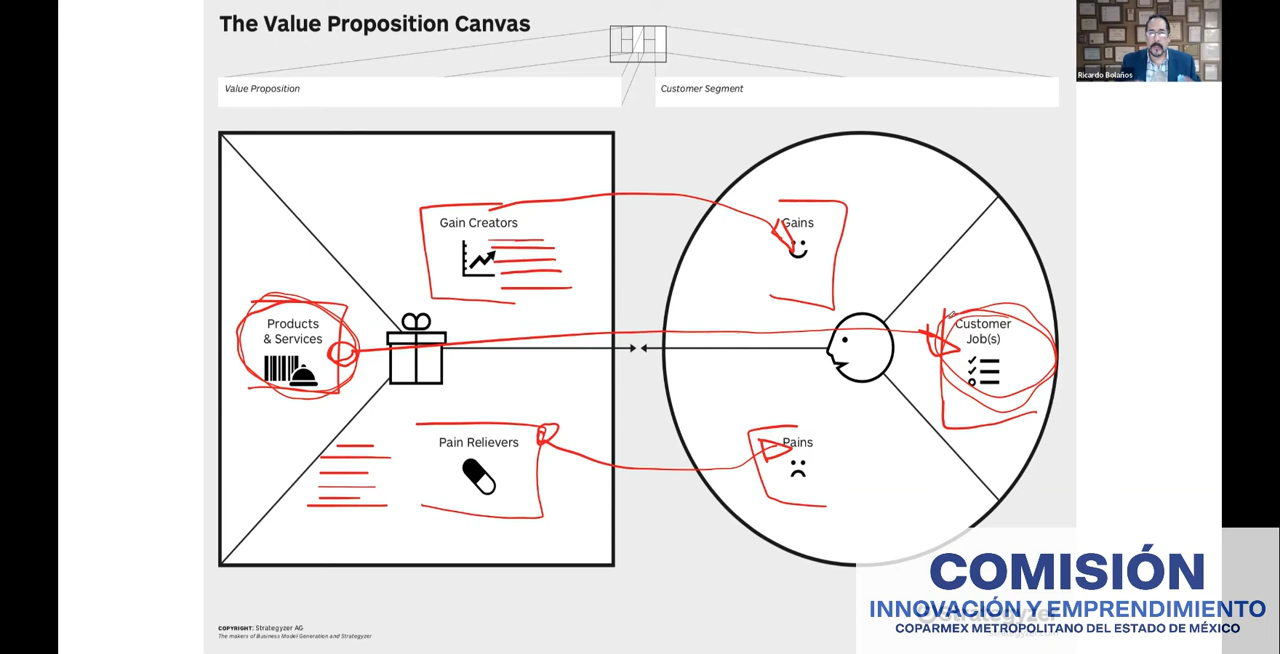 The Value Proposition Canvas
Ricardo Bolaños
Value Proposition
Customer Segment
Gain Creators
Gains
Products
& Services
Customer
Job(s)
Pain Relievers
Pains
COMISIÓN
INNOVACIÓN Y EMPRENDIMIENTO
COPARMEX METROPOLITANO DEL ESTADO DE MÉXICO
Strategyzer
COPYRIGHT: Strategyzer AG
The makers of Business Model Generation and Strategyzer